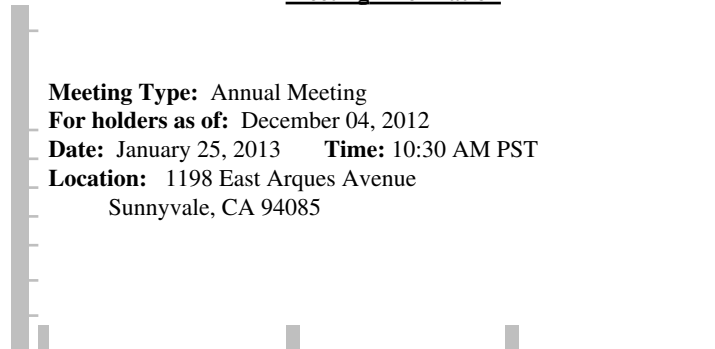 Meeting Type: Annual Meeting
For holders as of: December 04, 2012
Date: January 25, 2013 Time: 10:30 AM PST
Location: 1198 East Arques Avenue
Sunnyvale, CA 94085